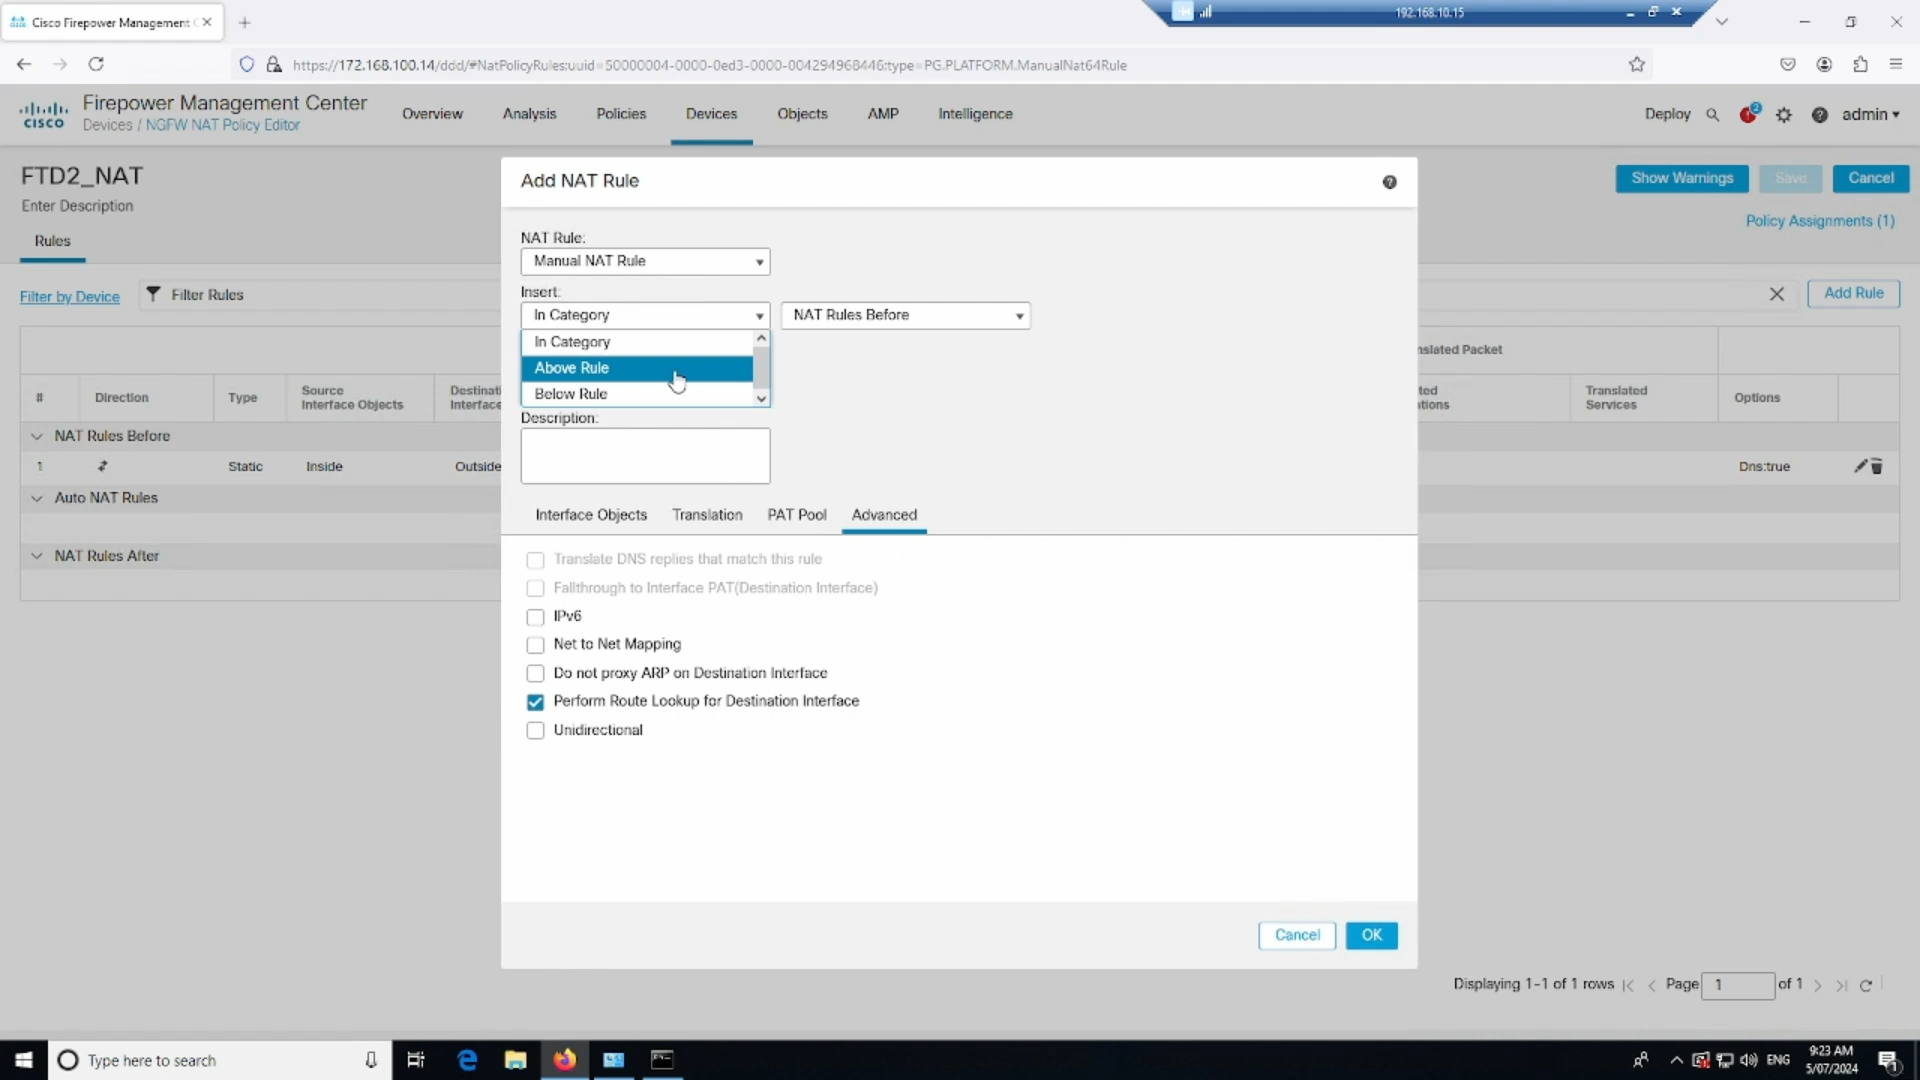 Cisco Firepower Management C
192.168.10.15
https://172.168.100.14/ddd/#NatPolicyRules:uuid=50000004-0000-0ed3-0000-004294968446;type=PG.PLATFORM.ManualNat64Rule
cisco
Firepower Management Center
Devices / NGFW NAT Policy Editor
Overview
Analysis
Policies
Devices
Objects
AMP
Intelligence
Deploy
2
admin
FTD2_NAT
Enter Description
Show Warnings
Save
Cancel
Policy Assignments (1)
Rules
Filter by Device
Filter Rules
Add Rule
Add NAT Rule
NAT Rule:
Manual NAT Rule
Insert:
In Category
NAT Rules Before
In Category
Above Rule
Below Rule
Description:
Interface Objects
Translation
PAT Pool
Advanced
Translate DNS replies that match this rule
Fallthrough to Interface PAT(Destination Interface)
IPv6
Net to Net Mapping
Do not proxy ARP on Destination Interface
Perform Route Lookup for Destination Interface
Unidirectional
Cancel
OK
nslated Packet
#
Direction
Type
Source
Interface Objects
Destinati
Interface
ted
tions
Translated
Services
Options
NAT Rules Before
1
Static
Inside
Outside
Dns:true
Auto NAT Rules
NAT Rules After
Displaying 1-1 of 1 rows
Page
1
of 1
Type here to search
ENG
9:23 AM
5/07/2024
1